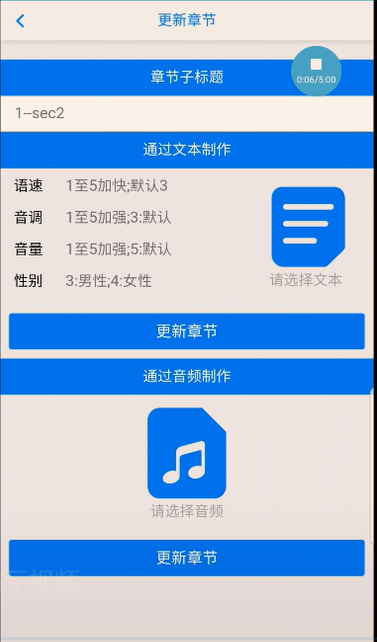 更新章节
章节子标题
0:06/5:00
1--sec2
通过文本制作
语速 1至5加快;默认3
音调 1至5加强;3:默认
音量 1至5加强;5:默认
性别 3:男性;4:女性
请选择文本
更新章节
通过音频制作
请选择音频
更新章节
示视频